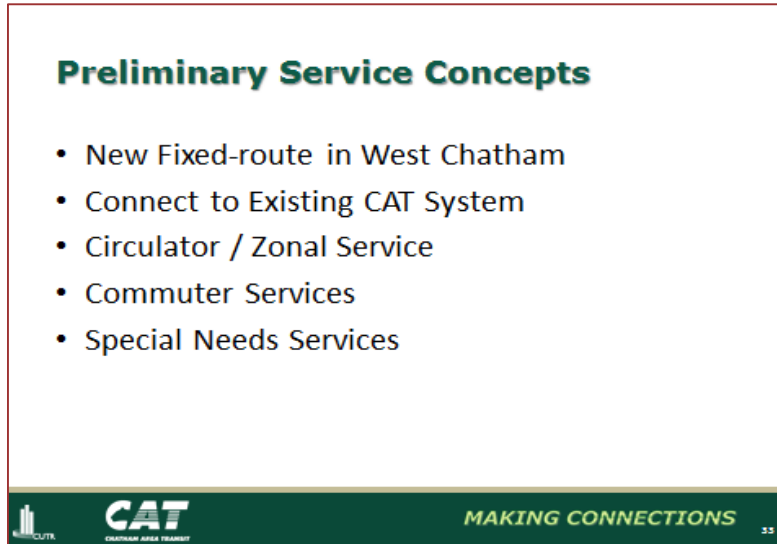 Preliminary Service Concepts
• New Fixed-route in West Chatham
• Connect to Existing CAT System
• Circulator / Zonal Service
• Commuter Services
• Special Needs Services
CUTR
CAT
CHATHAM AREA TRANSIT
MAKING CONNECTIONS
33